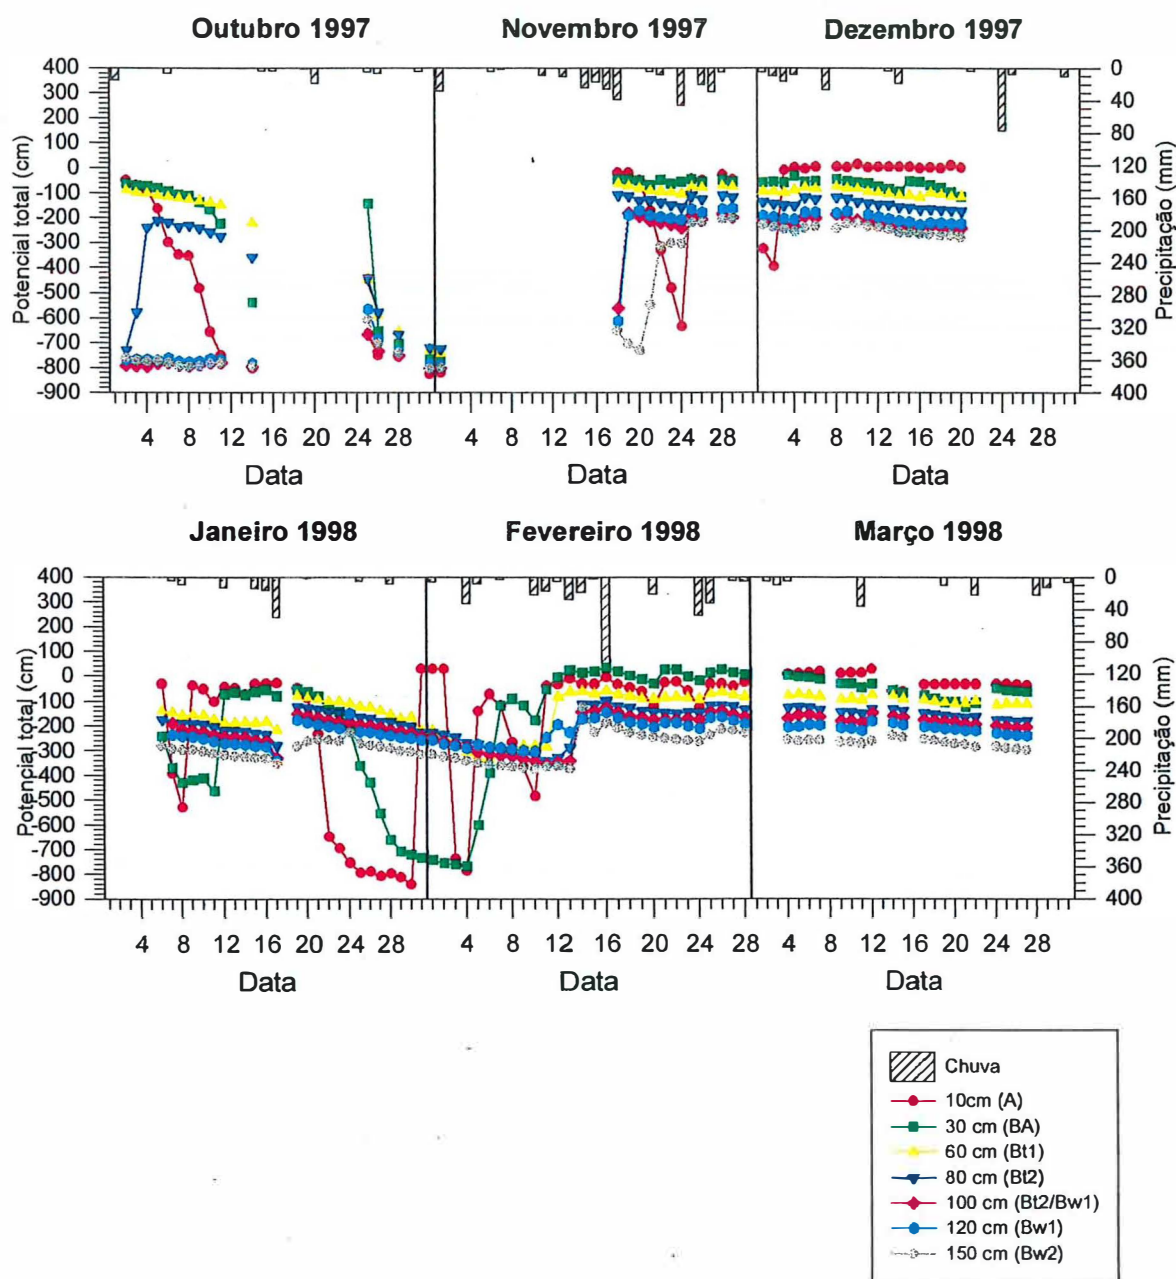 Outubro 1997 Novembro 1997 Dezembro 1997
400 0
300
200 40
100 80
0 120
-100 160
-200 200
-300 240
-400
-500 280
-600 320
-700
-800 360
-900 400
Potencial total (cm)
Precipitação (mm)
4 8 12 16 20 24 28 4 8 12 16 20 24 28 4 8 12 16 20 24 28
Data Data Data
Janeiro 1998 Fevereiro 1998 Março 1998
400 0
300
200 40
100 80
0 120
-100 160
-200 200
-300 240
-400
-500 280
-600 320
-700
-800 360
-900 400
Potencial total (cm)
Precipitação (mm)
4 8 12 16 20 24 28 4 8 12 16 20 24 28 4 8 12 16 20 24 28
Data Data Data
Chuva
10cm (A)
30 cm (BA)
60 cm (Bt1)
80 cm (Bt2)
100 cm (Bt2/Bw1)
120 cm (Bw1)
150 cm (Bw2)